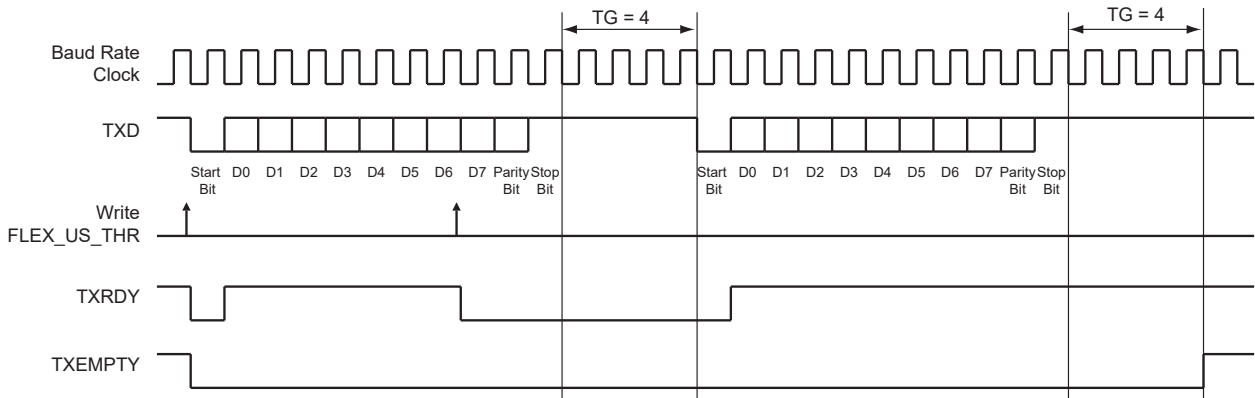 TG = 4
TG = 4
Baud Rate
Clock
TXD
Start
Bit
D0
D1
D2
D3
D4
D5
D6
D7
Parity
Bit
Stop
Bit
Start
Bit
D0
D1
D2
D3
D4
D5
D6
D7
Parity
Bit
Stop
Bit
Write
FLEX_US_THR
TXRDY
TXEMPTY